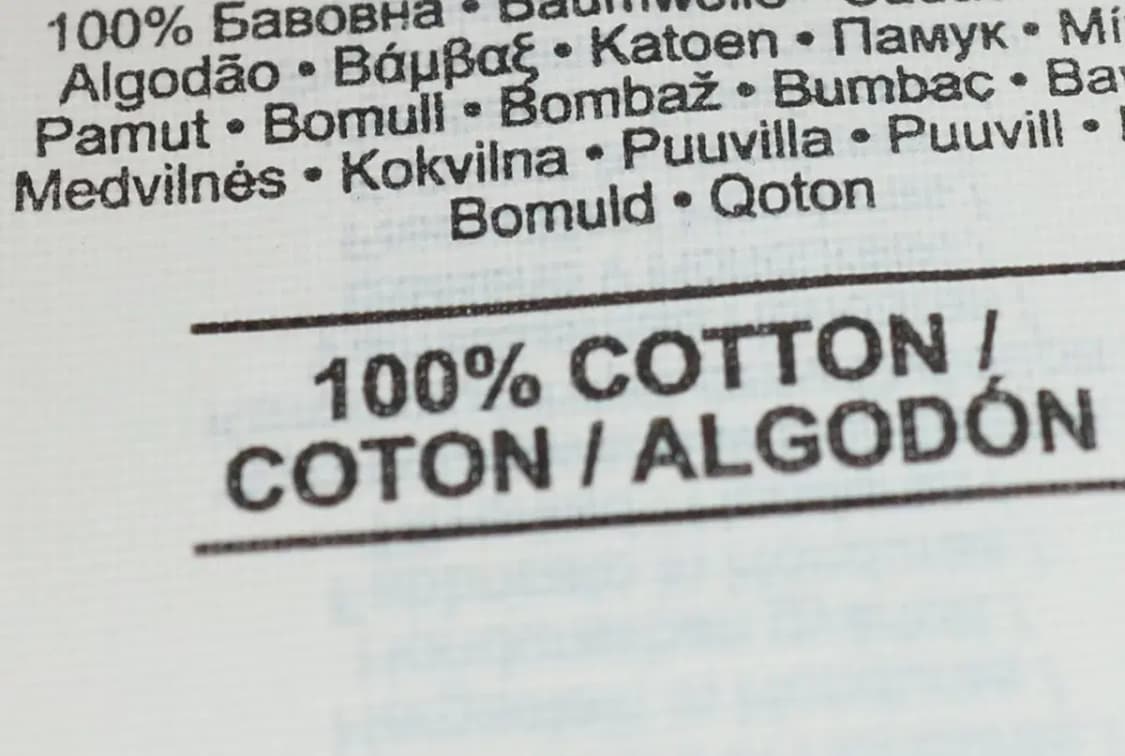 100% Бавовна • Baumwolle •
Algodão • Βάμβαξ • Katoen • Памук •
Pamut • Bomull • Bombaž • Bumbac •
Medvilnės • Kokvilna • Puuvilla • Puuvill •
Bomuld • Qoton
100% COTTON /
COTON / ALGODÓN